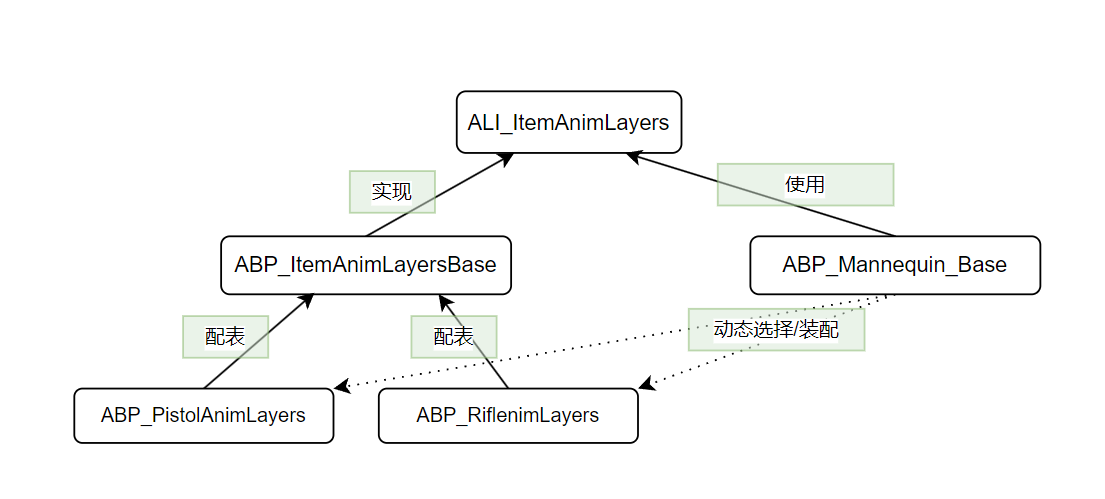 ALI_ItemAnimLayers
实现
使用
ABP_ItemAnimLayersBase
ABP_Mannequin_Base
配表
配表
动态选择/装配
ABP_PistolAnimLayers
ABP_RiflenimLayers